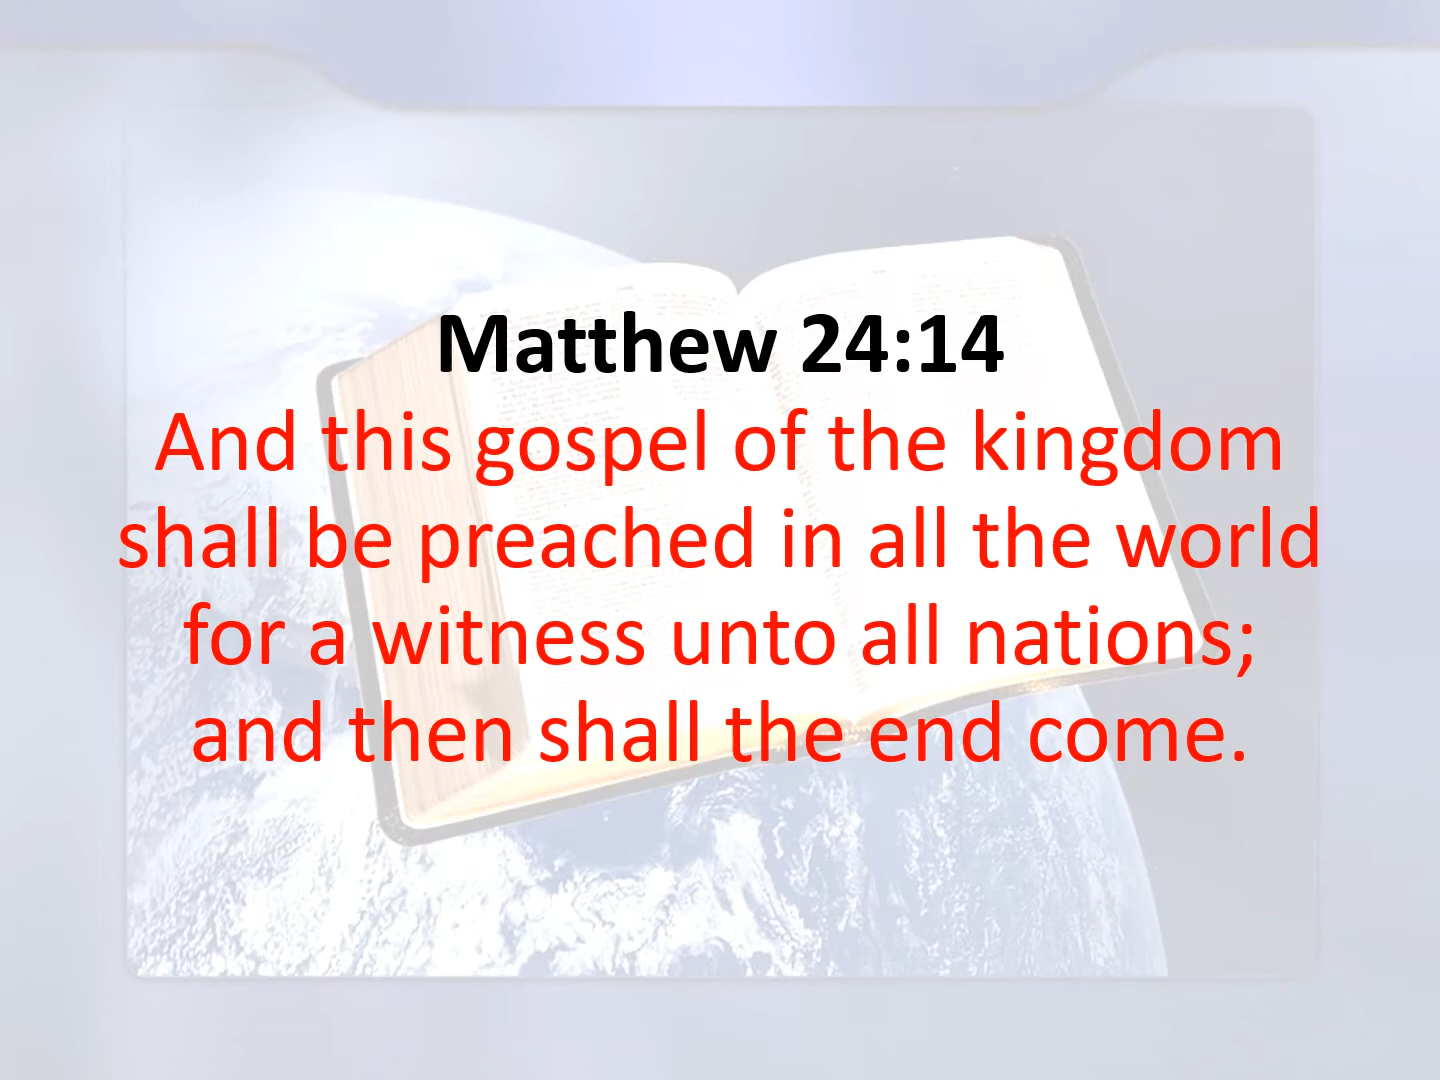 Matthew 24:14
And this gospel of the kingdom
shall be preached in all the world
for a witness unto all nations;
and then shall the end come.